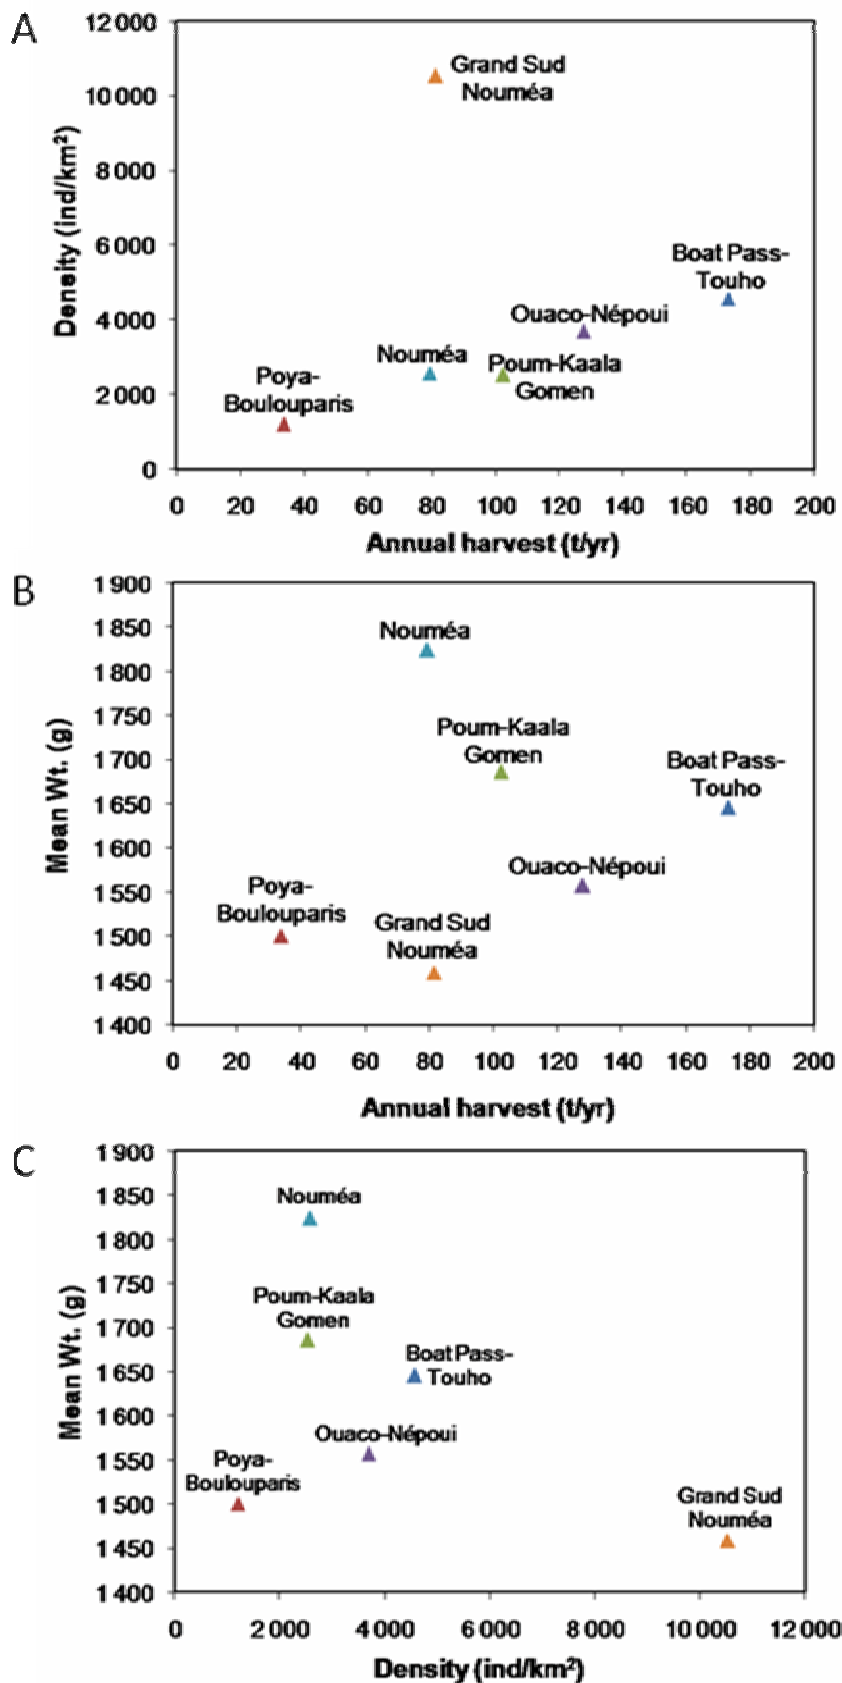 A
12 000
10 000
8 000
6 000
4 000
2 000
0
Density (ind/km²)
Grand Sud
Nouméa
Boat Pass-
Touho
Ouaco-Népoui
Nouméa
Poum-Kaala
Gomen
Poya-
Boulouparis
0 20 40 60 80 100 120 140 160 180 200
Annual harvest (t/yr)
B
1 900
1 850
1 800
1 750
1 700
1 650
1 600
1 550
1 500
1 450
1 400
Mean Wt. (g)
Nouméa
Poum-Kaala
Gomen
Boat Pass-
Touho
Ouaco-Népoui
Poya-
Boulouparis
Grand Sud
Nouméa
0 20 40 60 80 100 120 140 160 180 200
Annual harvest (t/yr)
C
1 900
1 850
1 800
1 750
1 700
1 650
1 600
1 550
1 500
1 450
1 400
Mean Wt. (g)
Nouméa
Poum-Kaala
Gomen
Boat Pass-
Touho
Ouaco-Népoui
Poya-
Boulouparis
Grand Sud
Nouméa
0 2 000 4 000 6 000 8 000 10 000 12 000
Density (ind/km²)